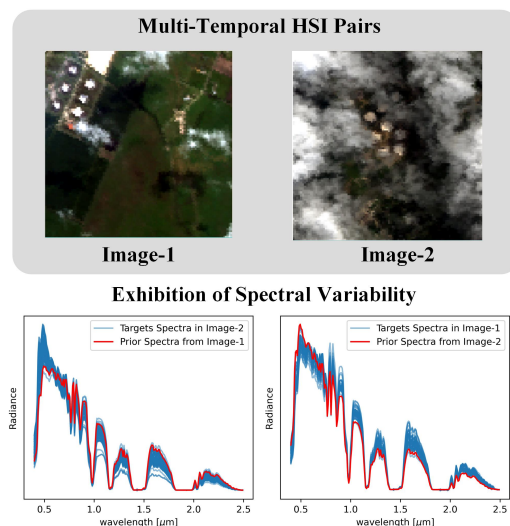 Multi-Temporal HSI Pairs
Image-1
Image-2
Exhibition of Spectral Variability
Targets Spectra in Image-2
Prior Spectra from Image-1
Radiance
0.5
1.0
1.5
2.0
2.5
wavelength [μm]
Targets Spectra in Image-1
Prior Spectra from Image-2
Radiance
0.5
1.0
1.5
2.0
2.5
wavelength [μm]